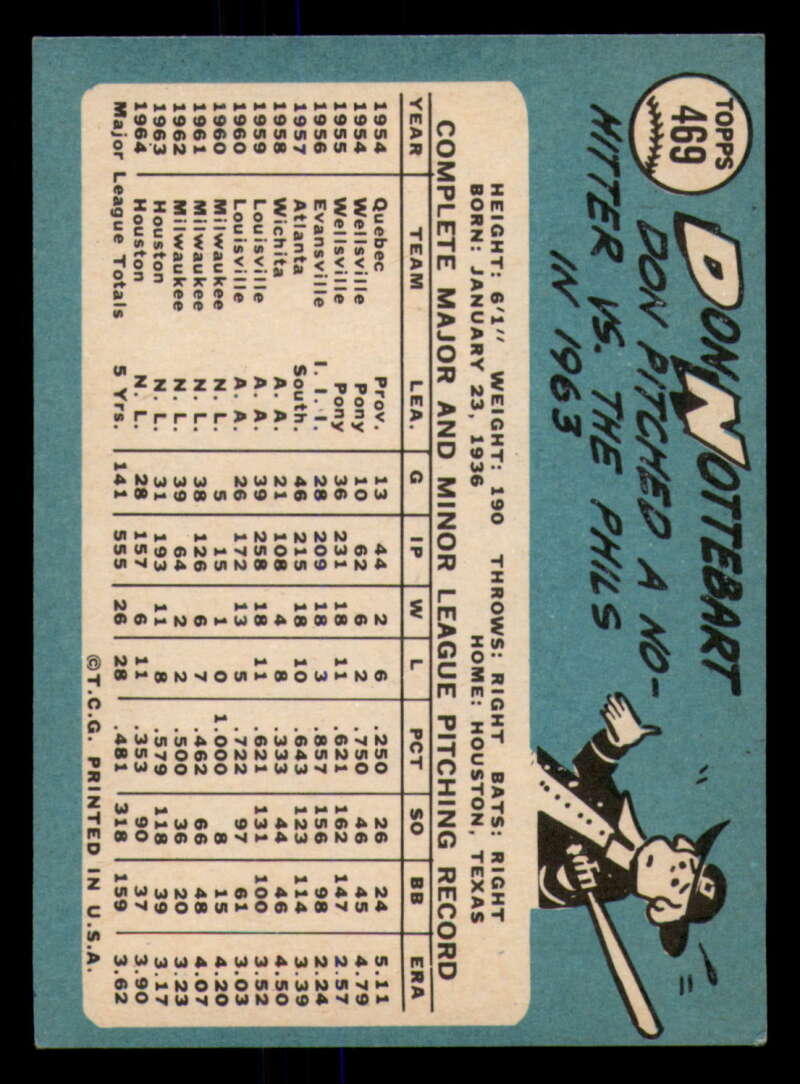 TOPPS
469
DON NOTTEBART
DON PITCHED A NO-
HITTER VS. THE PHILS
IN 1963
HEIGHT: 6'1" WEIGHT: 190 THROWS: RIGHT BATS: RIGHT
BORN: JANUARY 23, 1936 HOME: HOUSTON, TEXAS
COMPLETE MAJOR AND MINOR LEAGUE PITCHING RECORD
YEAR TEAM LEA. G IP W L PCT SO BB ERA
1954 Quebec Prov. 13 44 2 6 .250 26 24 5.11
1954 Wellsville Pony 10 62 6 2 .750 46 45 4.79
1955 Wellsville Pony 36 231 18 11 .621 162 147 2.57
1956 Evansville I. I. I. 28 209 18 3 .857 156 98 2.24
1957 Atlanta South. 46 215 18 10 .643 123 114 3.39
1958 Wichita A. A. 21 108 4 8 .333 44 46 4.50
1959 Louisville A. A. 39 258 18 11 .621 131 100 3.52
1960 Louisville A. A. 26 172 13 5 .722 97 61 3.03
1960 Milwaukee N. L. 5 15 1 0 1.000 8 15 4.20
1961 Milwaukee N. L. 38 126 6 7 .462 66 48 4.07
1962 Milwaukee N. L. 39 64 2 2 .500 36 20 3.23
1963 Houston N. L. 31 193 11 8 .579 118 39 3.17
1964 Houston N. L. 28 157 6 11 .353 90 37 3.90
Major League Totals 5 Yrs. 141 555 26 28 .481 318 159 3.62
©T.C.G. PRINTED IN U.S.A.